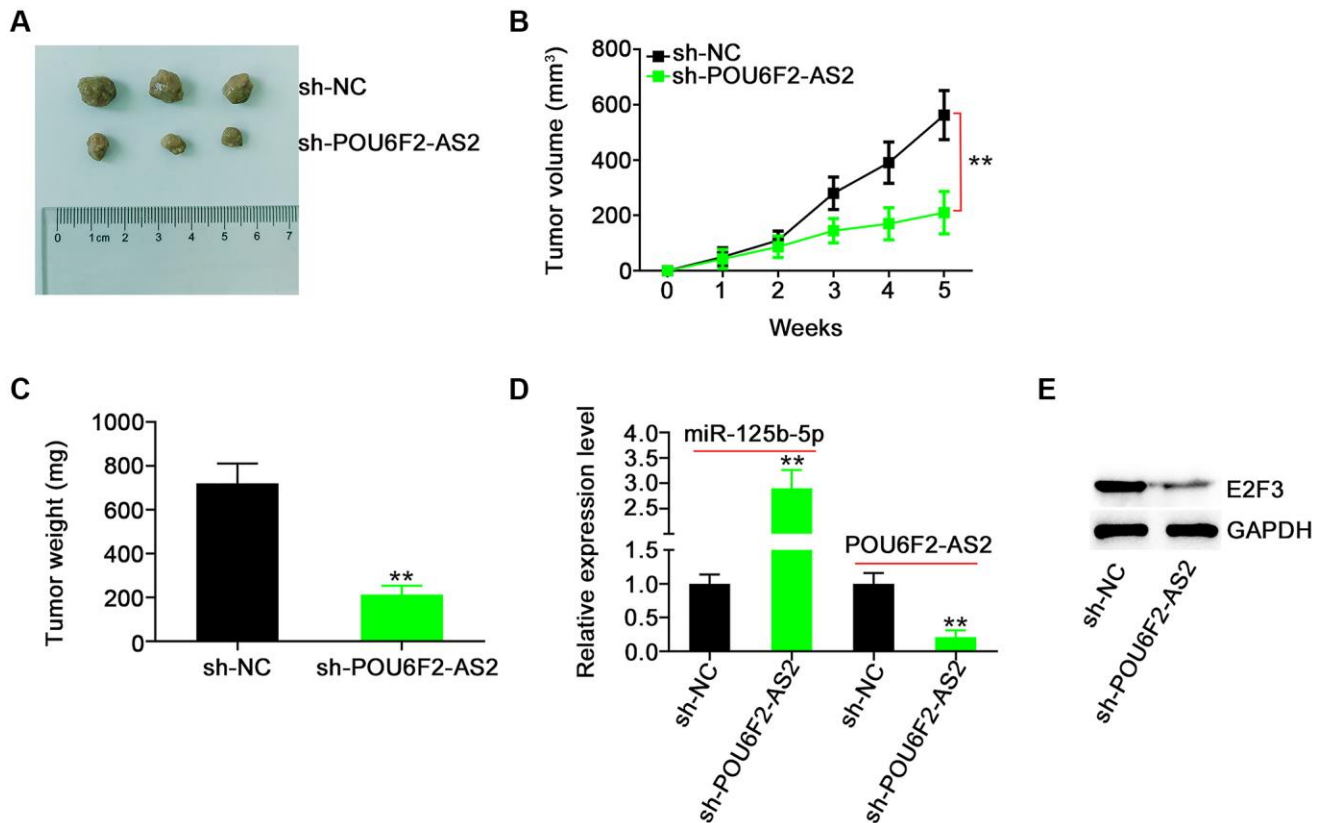 A
sh-NC
sh-POU6F2-AS2
0 1cm 2 3 4 5 6 7
B
sh-NC
sh-POU6F2-AS2
Tumor volume (mm³)
800
600
400
200
0
**
0 1 2 3 4 5
Weeks
C
Tumor weight (mg)
1000
800
600
400
200
0
**
sh-NC sh-POU6F2-AS2
D
Relative expression level
4.0
3.5
3.0
2.5
1.5
1.0
0.5
0.0
miR-125b-5p
**
POU6F2-AS2
**
sh-NC
sh-POU6F2-AS2
sh-NC
sh-POU6F2-AS2
E
E2F3
GAPDH
sh-NC
sh-POU6F2-AS2